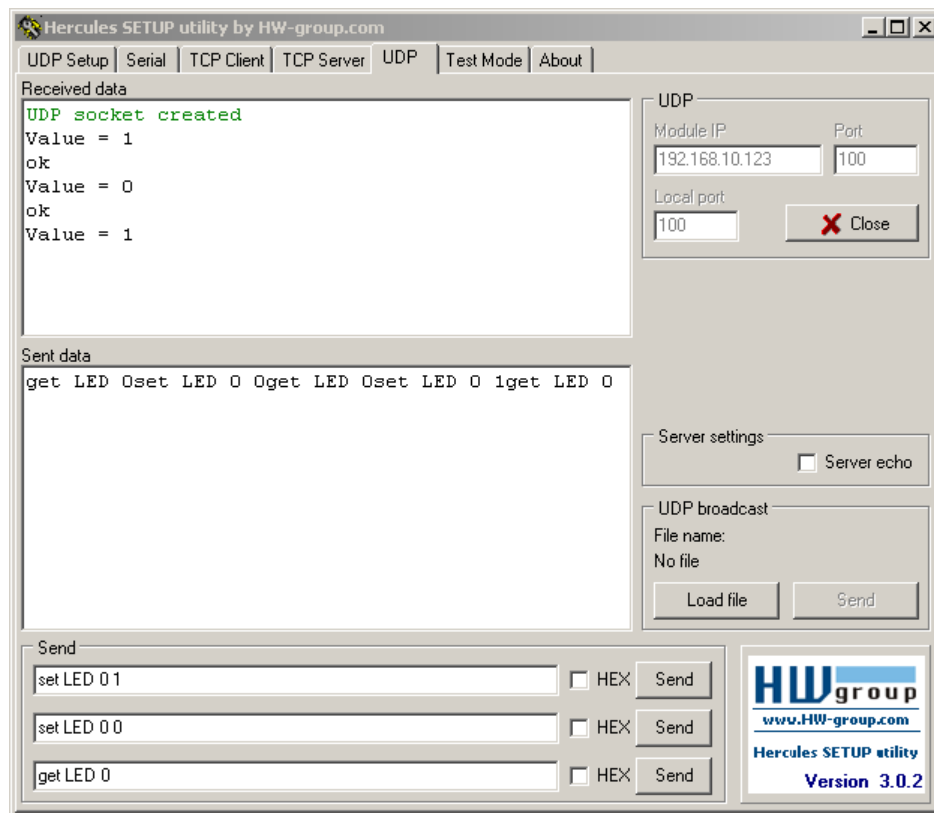 Hercules SETUP utility by HW-group.com
UDP Setup Serial TCP Client TCP Server UDP Test Mode About
Received data
UDP socket created
Value = 1
ok
Value = 0
ok
Value = 1
UDP
Module IP Port
192.168.10.123 100
Local port
100 Close
Sent data
get LED 0set LED 0 0get LED 0set LED 0 1get LED 0
Server settings
Server echo
UDP broadcast
File name:
No file
Load file Send
Send
set LED 0 1 HEX Send
set LED 0 0 HEX Send
get LED 0 HEX Send
HW group
www.HW-group.com
Hercules SETUP utility
Version 3.0.2